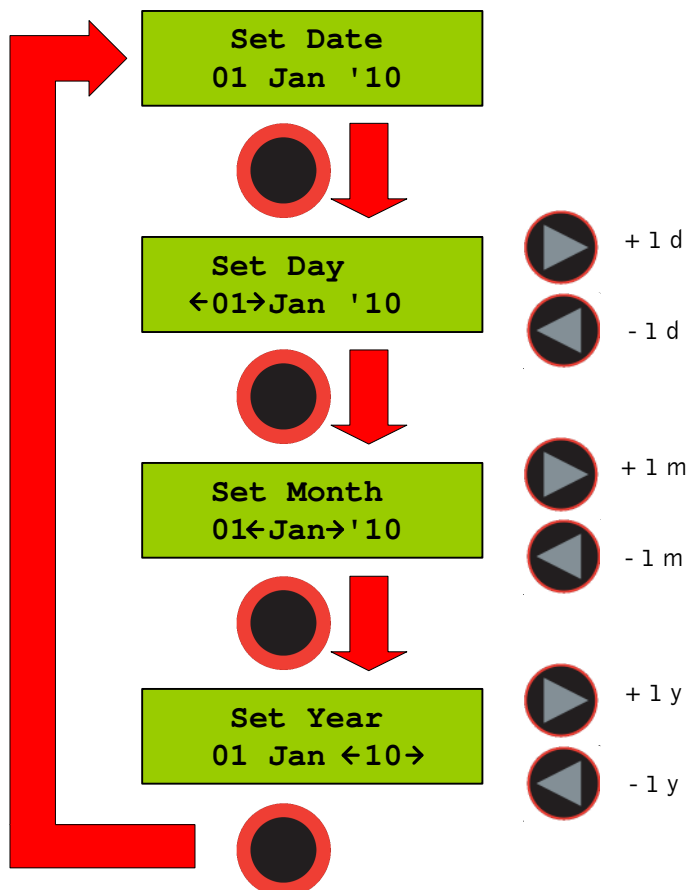 Set Date
01 Jan '10
Set Day
←01→Jan '10
+1 d
-1 d
Set Month
01←Jan→'10
+1 m
-1 m
Set Year
01 Jan ←10→
+1 y
-1 y